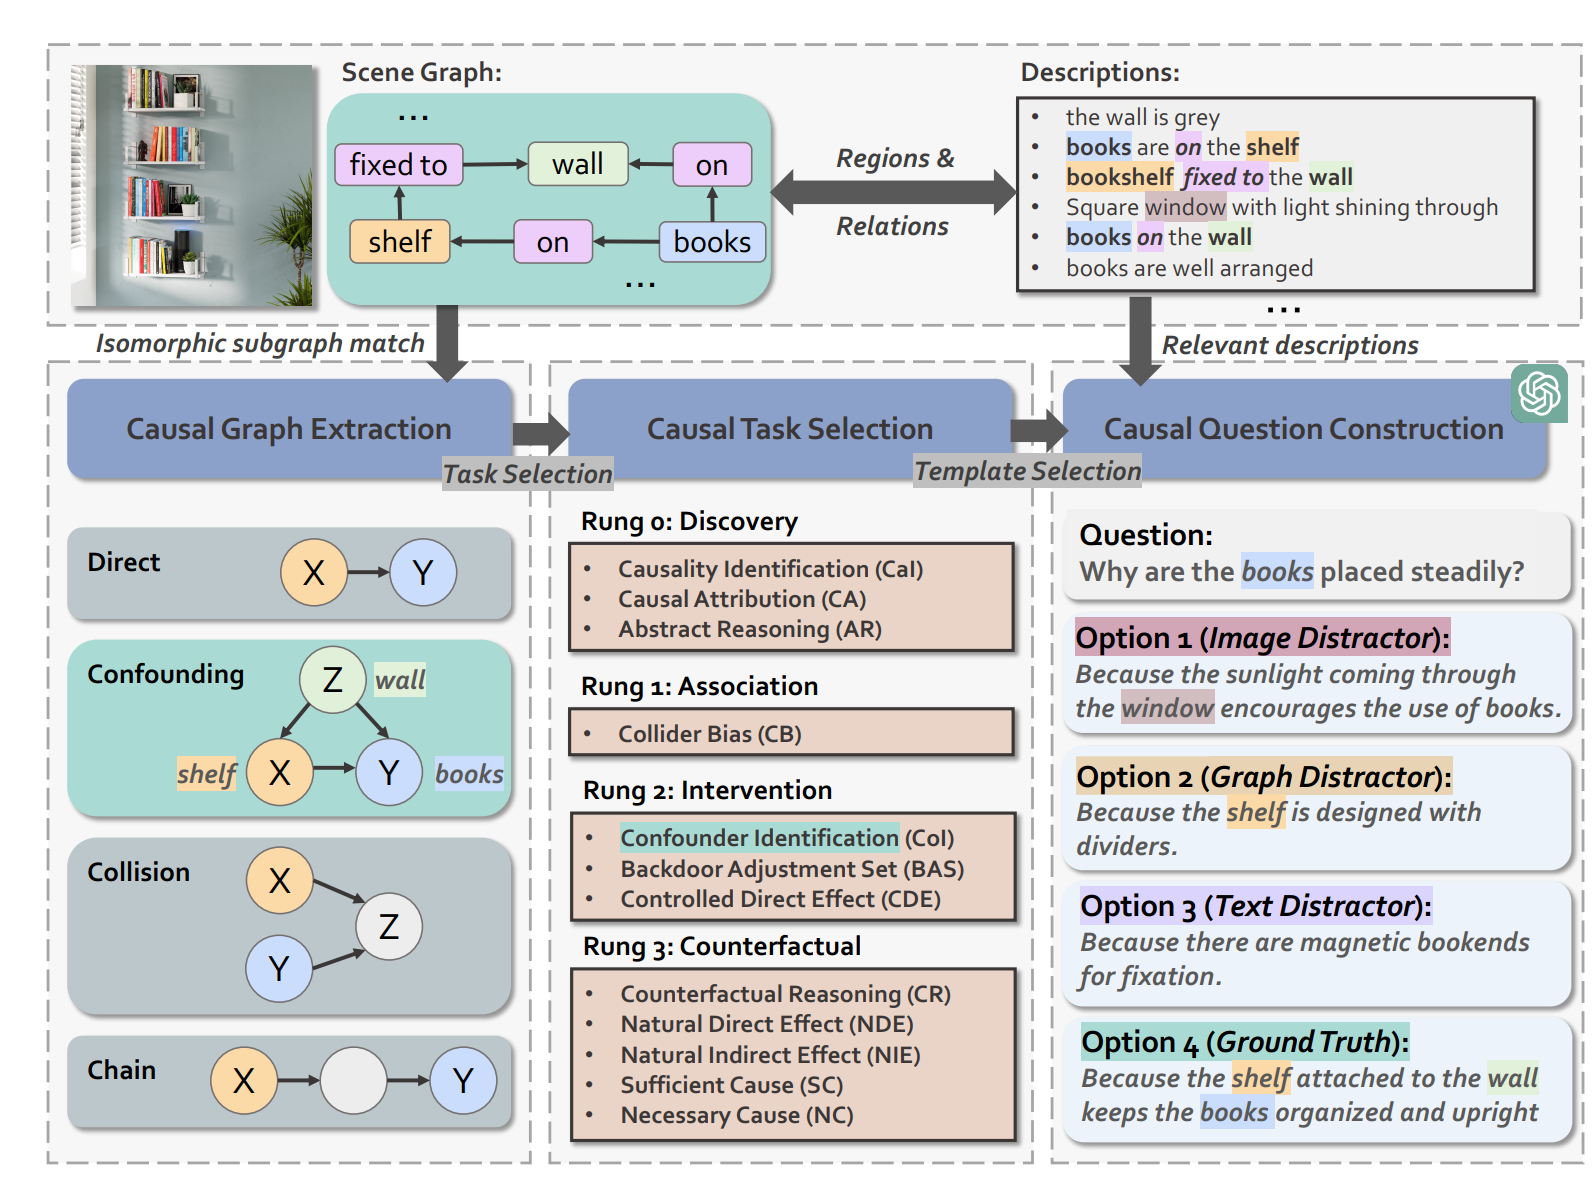 Scene Graph:
...
fixed to
wall
on
shelf
on
books
...
Regions &
Relations
Descriptions:
• the wall is grey
• books are on the shelf
• bookshelf fixed to the wall
• Square window with light shining through
• books on the wall
• books are well arranged
...
Isomorphic subgraph match
Relevant descriptions
Causal Graph Extraction
Task Selection
Causal Task Selection
Template Selection
Causal Question Construction
Direct
X
Y
Confounding
Z
wall
shelf
X
Y
books
Collision
X
Z
Y
Chain
X
Y
Rung 0: Discovery
• Causality Identification (CaI)
• Causal Attribution (CA)
• Abstract Reasoning (AR)
Rung 1: Association
• Collider Bias (CB)
Rung 2: Intervention
• Confounder Identification (CoI)
• Backdoor Adjustment Set (BAS)
• Controlled Direct Effect (CDE)
Rung 3: Counterfactual
• Counterfactual Reasoning (CR)
• Natural Direct Effect (NDE)
• Natural Indirect Effect (NIE)
• Sufficient Cause (SC)
• Necessary Cause (NC)
Question:
Why are the books placed steadily?
Option 1 (Image Distractor):
Because the sunlight coming through
the window encourages the use of books.
Option 2 (Graph Distractor):
Because the shelf is designed with
dividers.
Option 3 (Text Distractor):
Because there are magnetic bookends
for fixation.
Option 4 (Ground Truth):
Because the shelf attached to the wall
keeps the books organized and upright